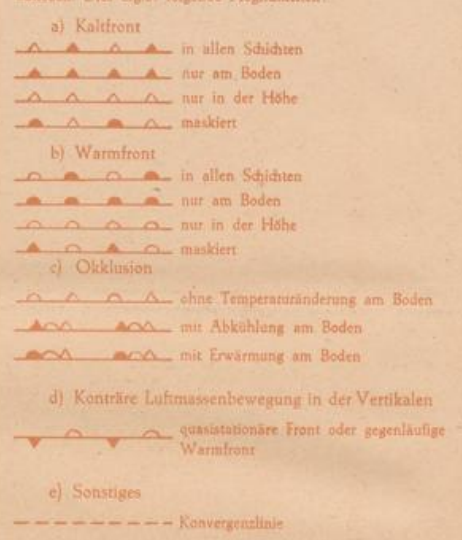 a) Kaltfront
in allen Schichten
nur am Boden
nur in der Höhe
maskiert
b) Warmfront
in allen Schichten
nur am Boden
nur in der Höhe
maskiert
c) Okklusion
ohne Temperaturänderung am Boden
mit Abkühlung am Boden
mit Erwärmung am Boden
d) Konträre Luftmassenbewegung in der Vertikalen
quasistationäre Front oder gegenläufige
Warmfront
e) Sonstiges
Konvergenzlinie